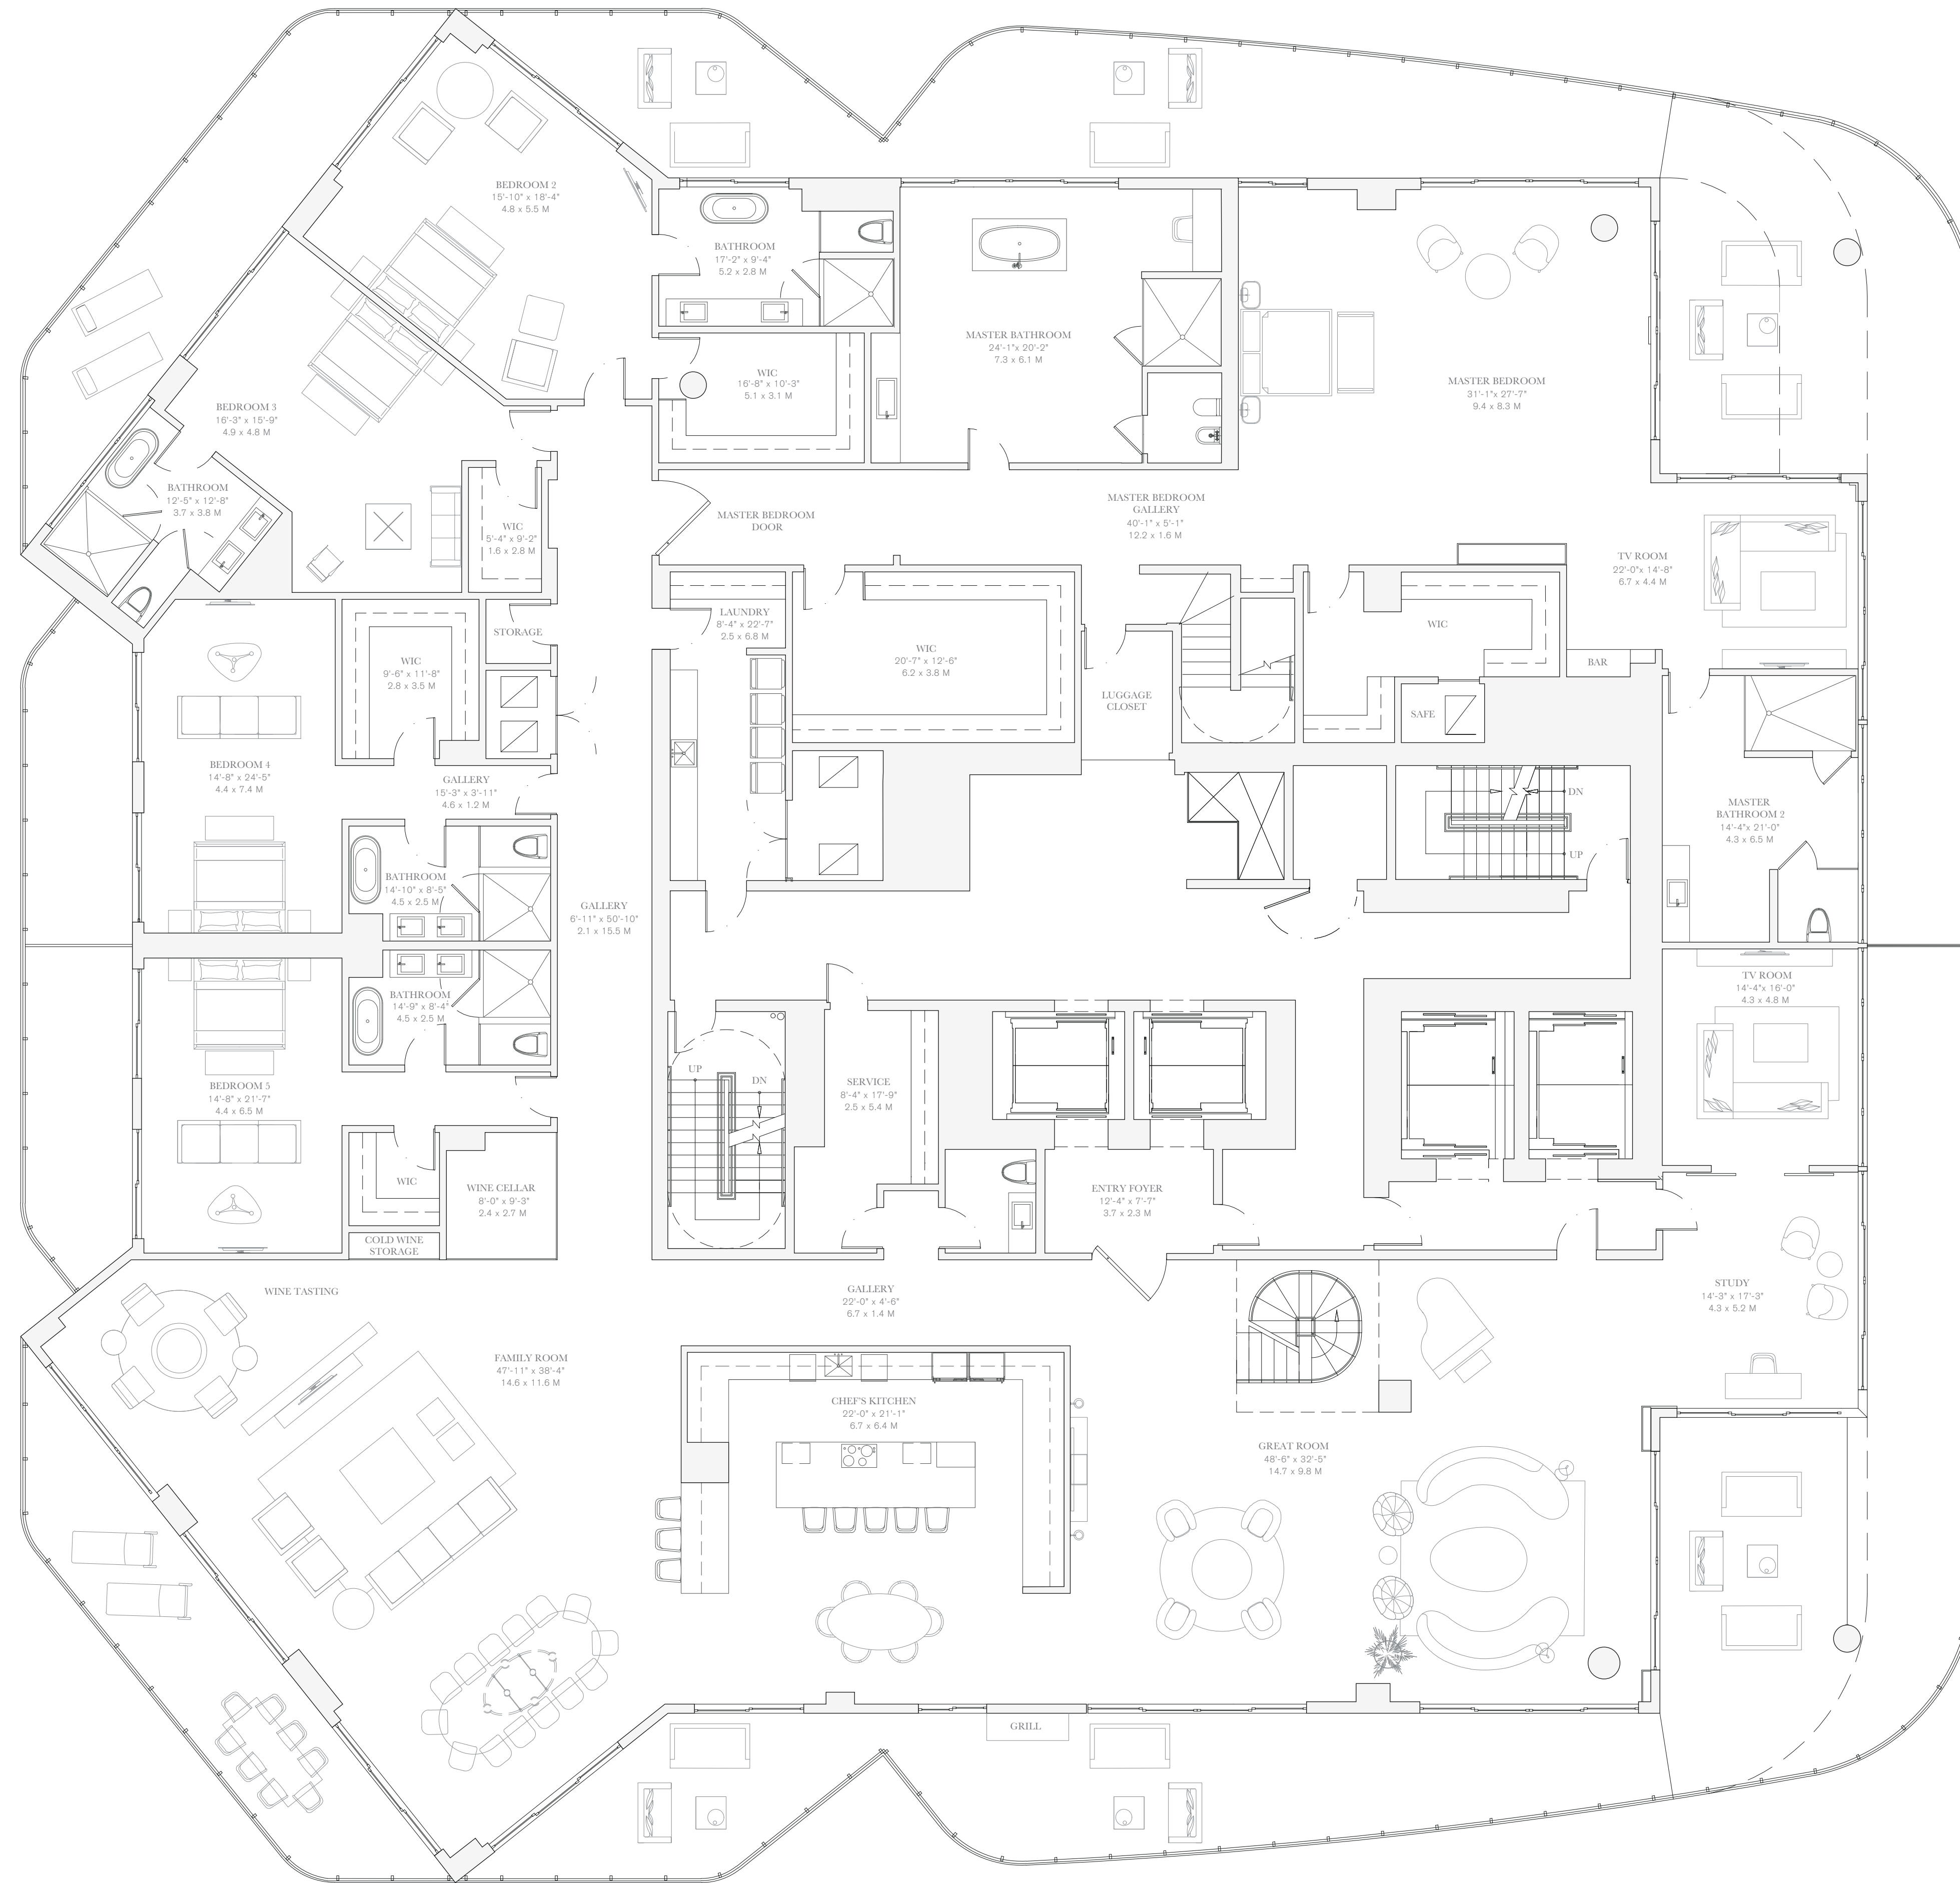 BEDROOM 2
15'-10" x 18'-4"
4.8 x 5.5 M
BATHROOM
17'-2" x 9'-4"
5.2 x 2.8 M
MASTER BATHROOM
24'-1"x 20'-2"
7.3 x 6.1 M
WIC
16'-8" x 10'-3"
5.1 x 3.1 M
MASTER BEDROOM
31'-1"x 27'-7"
9.4 x 8.3 M
BEDROOM 3
16'-3" x 15'-9"
4.9 x 4.8 M
BATHROOM
12'-5" x 12'-8"
3.7 x 3.8 M
WIC
5'-4" x 9'-2"
1.6 x 2.8 M
MASTER BEDROOM
DOOR
MASTER BEDROOM
GALLERY
40'-1" x 5'-1"
12.2 x 1.6 M
TV ROOM
22'-0"x 14'-8"
6.7 x 4.4 M
STORAGE
LAUNDRY
8'-4" x 22'-7"
2.5 x 6.8 M
WIC
9'-6" x 11'-8"
2.8 x 3.5 M
WIC
20'-7" x 12'-6"
6.2 x 3.8 M
LUGGAGE
CLOSET
WIC
BAR
SAFE
BEDROOM 4
14'-8" x 24'-5"
4.4 x 7.4 M
GALLERY
15'-3" x 3'-11"
4.6 x 1.2 M
DN
UP
MASTER
BATHROOM 2
14'-4"x 21'-0"
4.3 x 6.5 M
BATHROOM
14'-10" x 8'-5"
4.5 x 2.5 M
GALLERY
6'-11" x 50'-10"
2.1 x 15.5 M
BATHROOM
14'-9" x 8'-4"
4.5 x 2.5 M
TV ROOM
14'-4"x 16'-0"
4.3 x 4.8 M
BEDROOM 5
14'-8" x 21'-7"
4.4 x 6.5 M
UP
DN
SERVICE
8'-4" x 17'-9"
2.5 x 5.4 M
WIC
WINE CELLAR
8'-0" x 9'-3"
2.4 x 2.7 M
ENTRY FOYER
12'-4" x 7'-7"
3.7 x 2.3 M
COLD WINE
STORAGE
WINE TASTING
GALLERY
22'-0" x 4'-6"
6.7 x 1.4 M
STUDY
14'-3" x 17'-3"
4.3 x 5.2 M
FAMILY ROOM
47'-11" x 38'-4"
14.6 x 11.6 M
CHEF'S KITCHEN
22'-0" x 21'-1"
6.7 x 6.4 M
GREAT ROOM
48'-6" x 32'-5"
14.7 x 9.8 M
GRILL